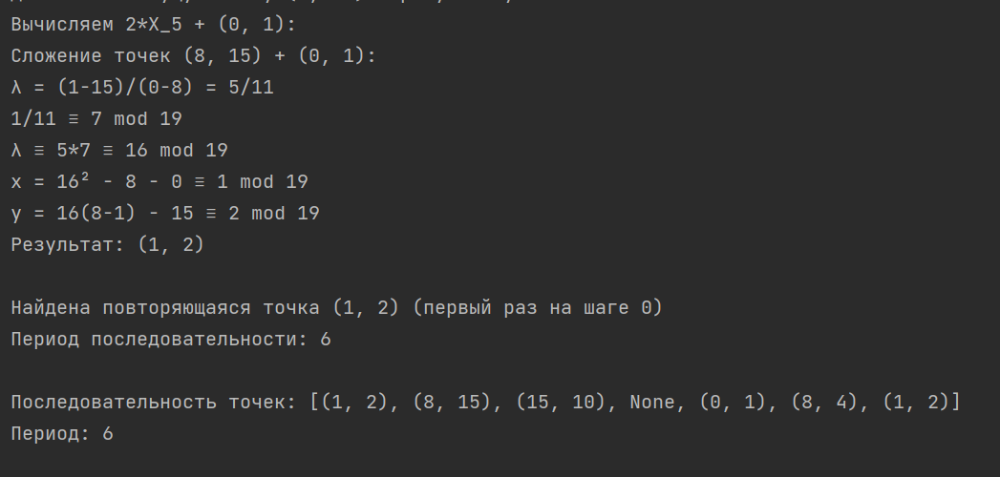 Вычисляем 2*X_5 + (0, 1):
Сложение точек (8, 15) + (0, 1):
λ = (1-15)/(0-8) = 5/11
1/11 ≡ 7 mod 19
λ ≡ 5*7 ≡ 16 mod 19
x = 16² - 8 - 0 ≡ 1 mod 19
y = 16(8-1) - 15 ≡ 2 mod 19
Результат: (1, 2)
Найдена повторяющаяся точка (1, 2) (первый раз на шаге 0)
Период последовательности: 6
Последовательность точек: [(1, 2), (8, 15), (15, 10), None, (0, 1), (8, 4), (1, 2)]
Период: 6